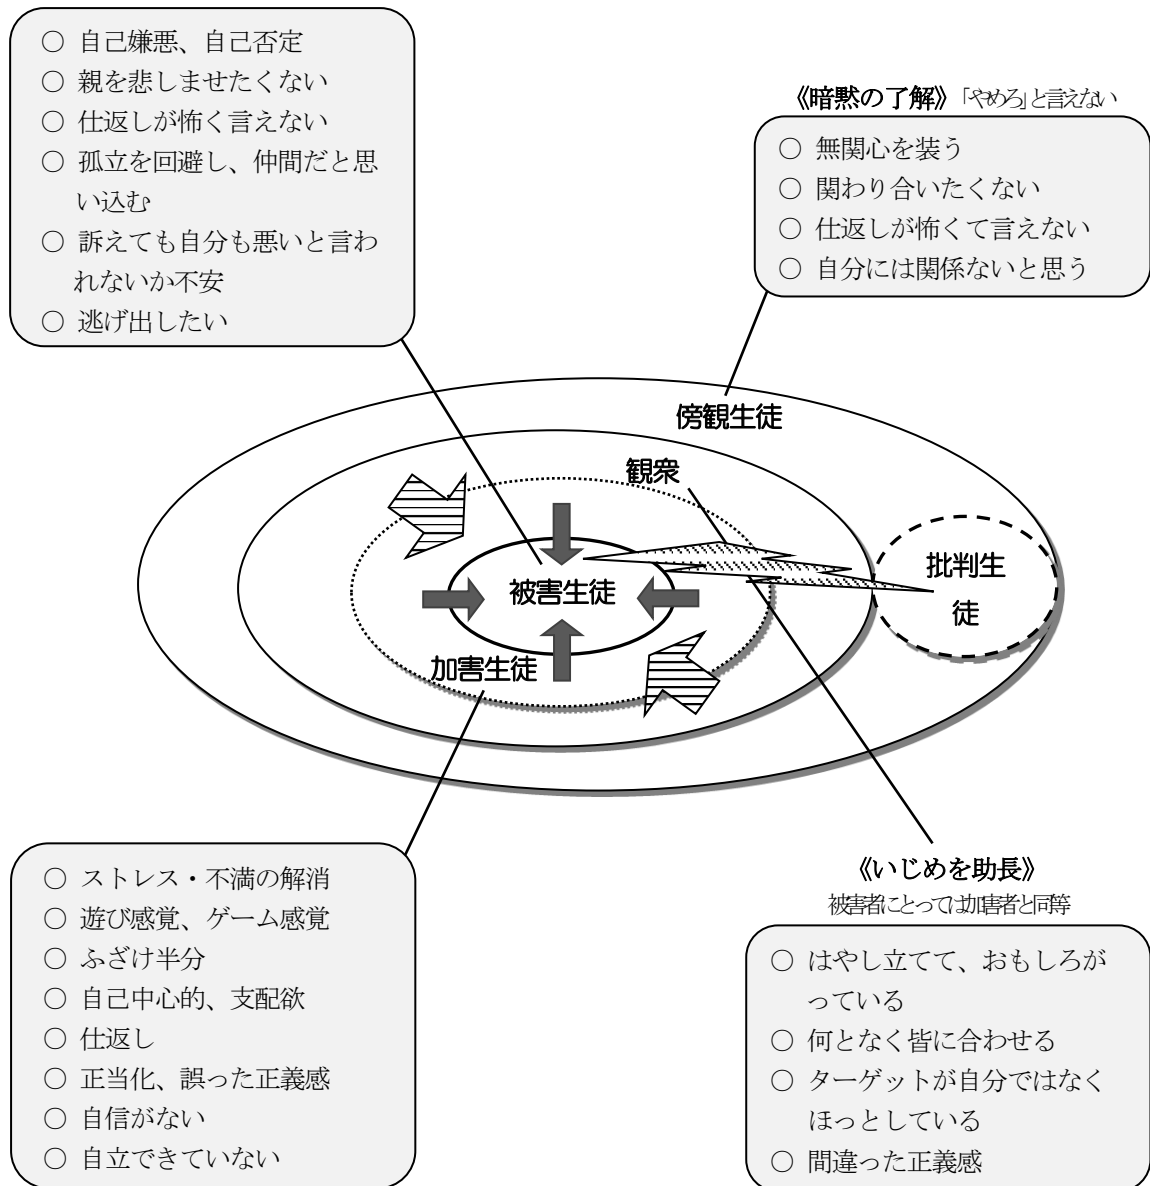 ○ 自己嫌悪、自己否定
○ 親を悲しませたくない
○ 仕返しが怖く言えない
○ 孤立を回避し、仲間だと思
い込む
○ 訴えても自分も悪いと言わ
れないか不安
○ 逃げ出したい
《暗黙の了解》「やめろ」と言えない
○ 無関心を装う
○ 関わり合いたくない
○ 仕返しが怖くて言えない
○ 自分には関係ないと思う
傍観生徒
観衆
批判生
徒
被害生徒
加害生徒
○ ストレス・不満の解消
○ 遊び感覚、ゲーム感覚
○ ふざけ半分
○ 自己中心的、支配欲
○ 仕返し
○ 正当化、誤った正義感
○ 自信がない
○ 自立できていない
《いじめを助長》
被害者にとっては加害者と同等
○ はやし立てて、おもしろが
っている
○ 何となく皆に合わせる
○ ターゲットが自分ではなく
ほっとしている
○ 間違った正義感